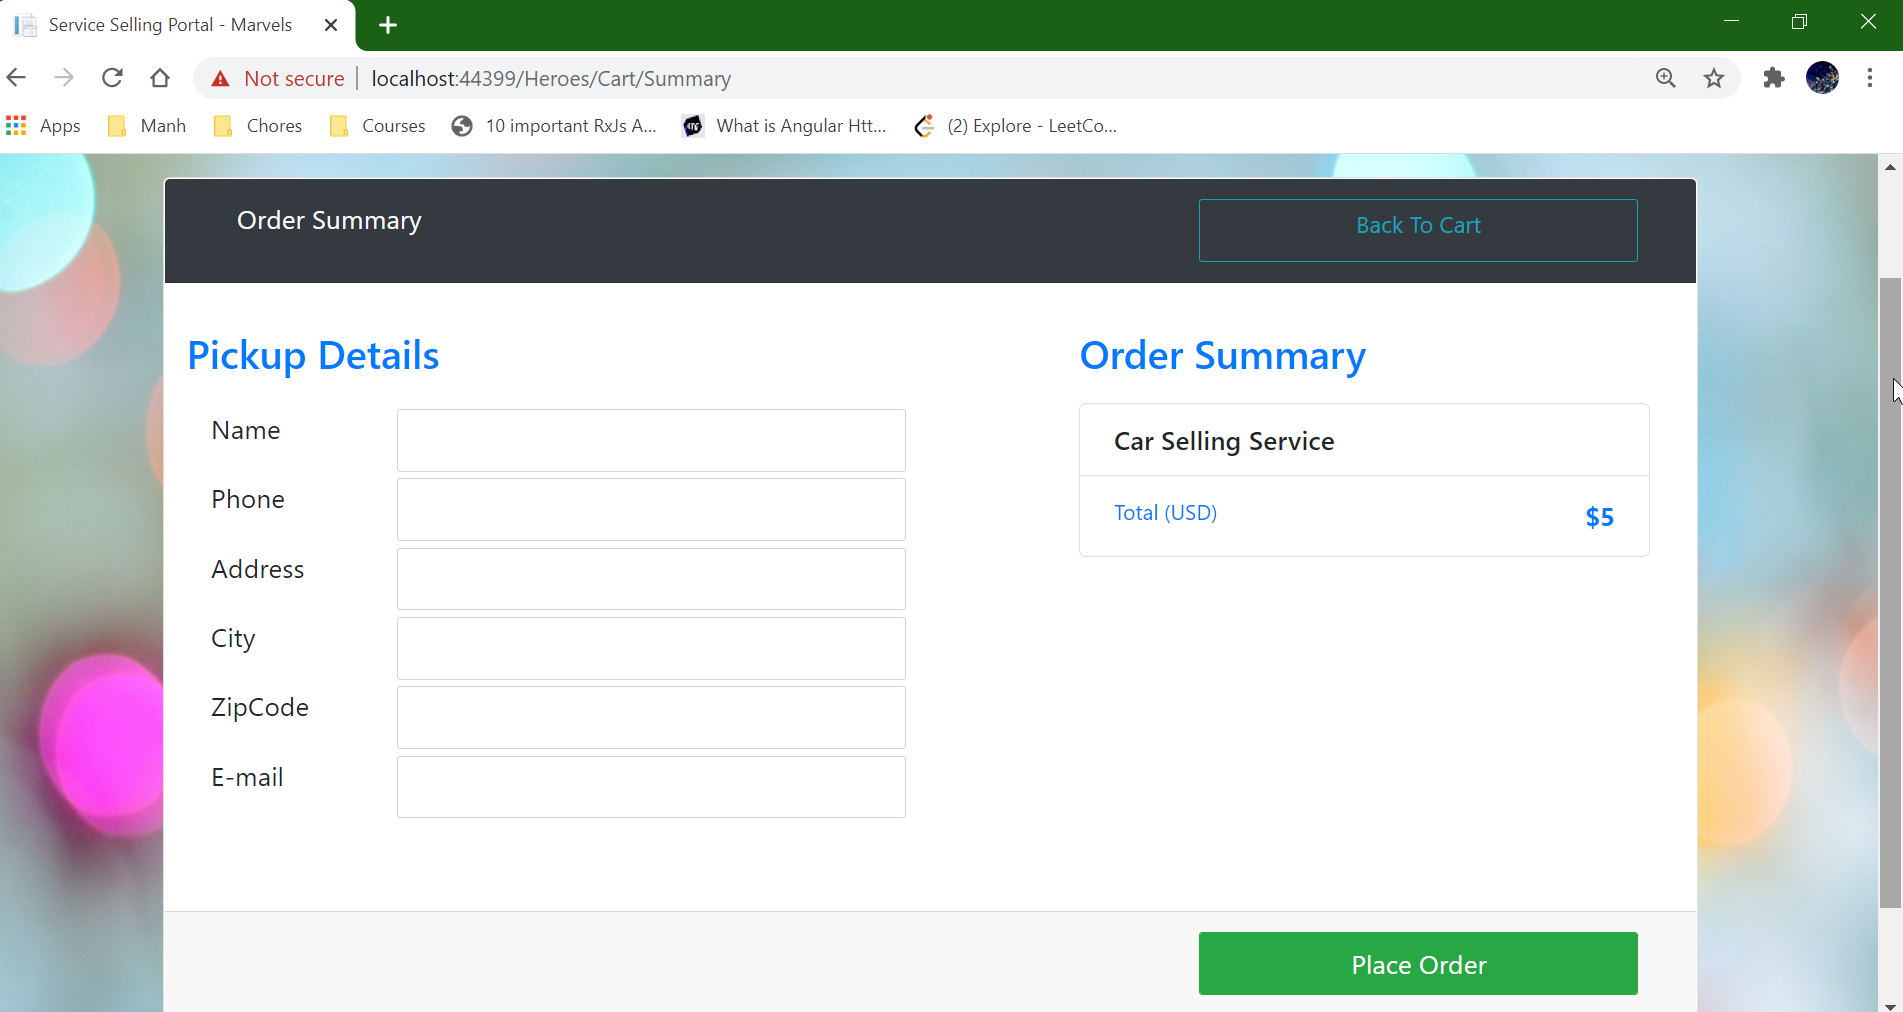 Service Selling Portal - Marvels
Not secure localhost:44399/Heroes/Cart/Summary
Apps Manh Chores Courses 10 important RxJs A... What is Angular Htt... (2) Explore - LeetCo...
Order Summary
Back To Cart
Pickup Details
Name
Phone
Address
City
ZipCode
E-mail
Order Summary
Car Selling Service
Total (USD) $5
Place Order